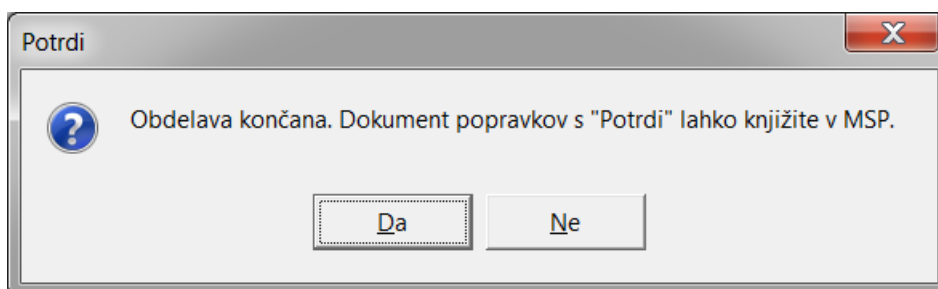 Potrdi
Obdelava končana. Dokument popravkov s "Potrdi" lahko knjižite v MSP.
Da
Ne